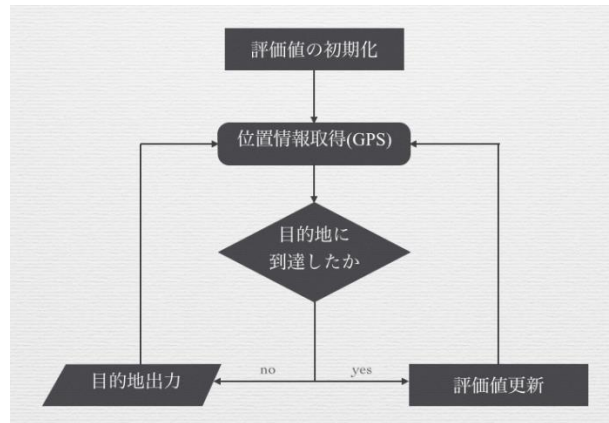 評価値の初期化
位置情報取得(GPS)
目的地に
到達したか
no
yes
目的地出力
評価値更新